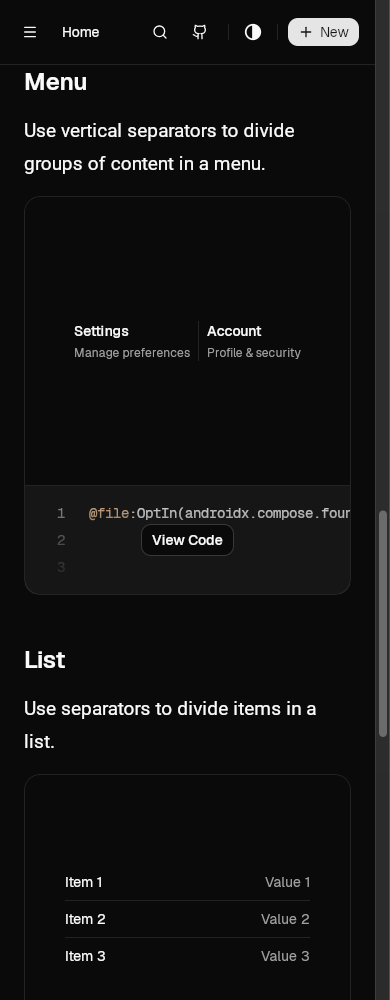 Home
New
Menu
Use vertical separators to divide
groups of content in a menu.
Settings
Manage preferences
Account
Profile & security
1 @file:OptIn(androidx.compose.four
2
View Code
3
List
Use separators to divide items in a
list.
Item 1 Value 1
Item 2 Value 2
Item 3 Value 3